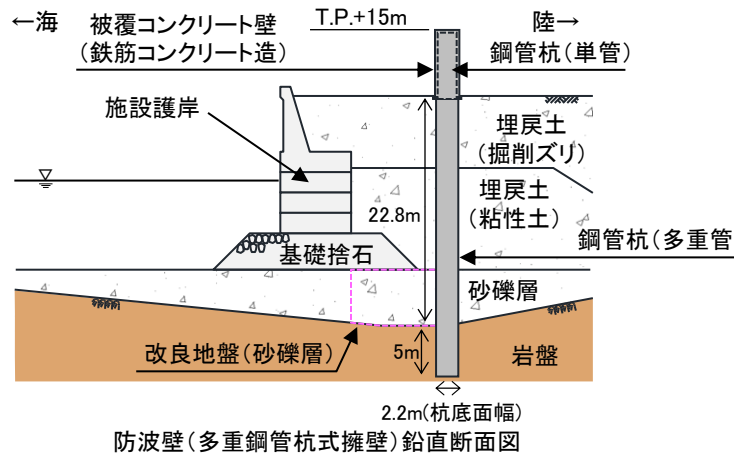 ←海
被覆コンクリート壁
(鉄筋コンクリート造)
T.P.+15m
陸→
鋼管杭(単管)
施設護岸
埋戻土
(掘削ズリ)
埋戻土
(粘性土)
22.8m
鋼管杭(多重管
基礎捨石
砂礫層
改良地盤(砂礫層)
5m
岩盤
2.2m(杭底面幅)
防波壁(多重鋼管杭式擁壁)鉛直断面図